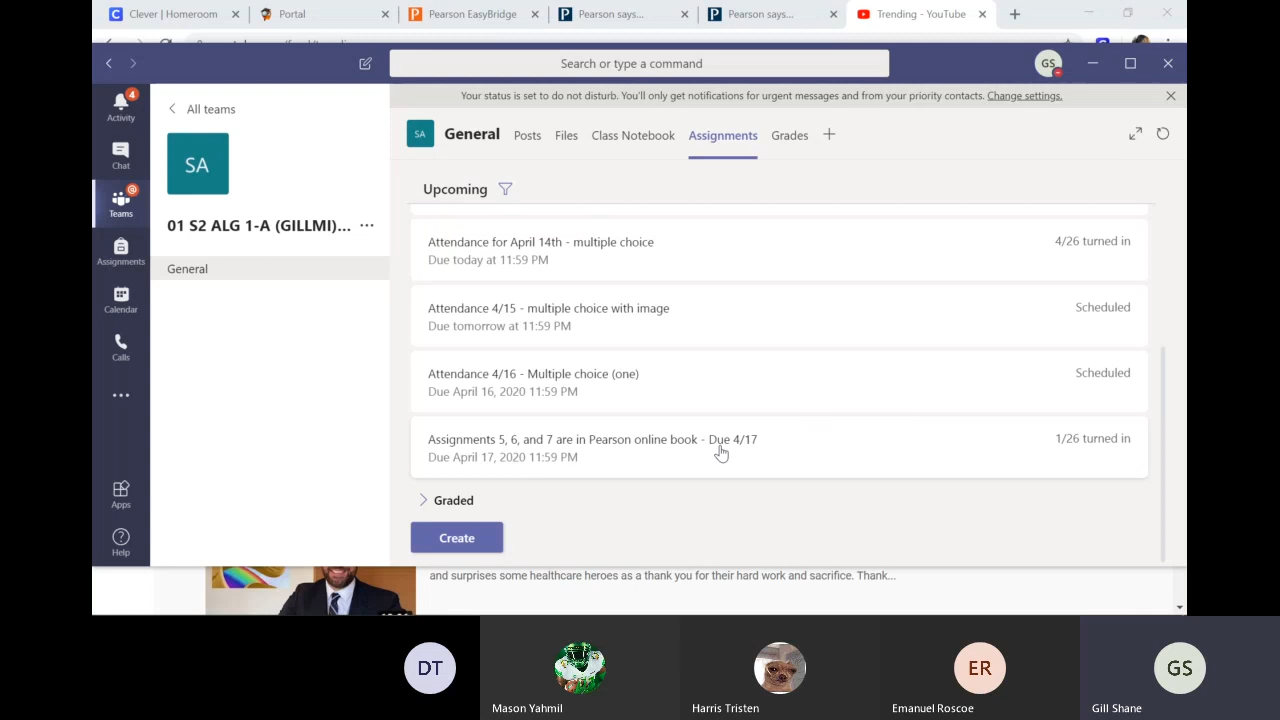 Clever | Homeroom
Portal
Pearson EasyBridge
Pearson says...
Pearson says...
Trending - YouTube
Search or type a command
GS
Your status is set to do not disturb. You'll only get notifications for urgent messages and from your priority contacts. Change settings.
4
Activity
Chat
Teams
Assignments
Calendar
Calls
Apps
Help
All teams
SA
01 S2 ALG 1-A (GILLMI)...
General
SA
General
Posts
Files
Class Notebook
Assignments
Grades
Upcoming
Attendance for April 14th - multiple choice
4/26 turned in
Due today at 11:59 PM
Attendance 4/15 - multiple choice with image
Scheduled
Due tomorrow at 11:59 PM
Attendance 4/16 - Multiple choice (one)
Scheduled
Due April 16, 2020 11:59 PM
Assignments 5, 6, and 7 are in Pearson online book - Due 4/17
1/26 turned in
Due April 17, 2020 11:59 PM
Graded
Create
and surprises some healthcare heroes as a thank you for their hard work and sacrifice. Thank...
DT
ER
GS
Mason Yahmil
Harris Tristen
Emanuel Roscoe
Gill Shane